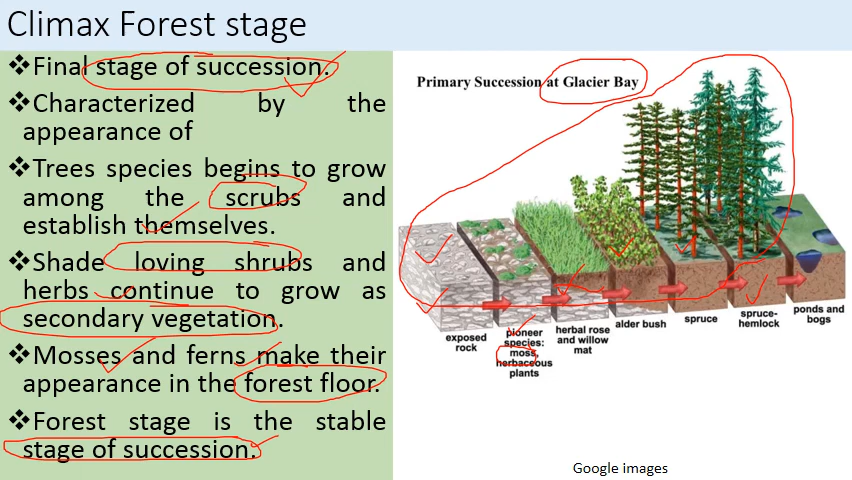 Climax Forest stage
❖Final stage of succession.
❖Characterized by the
appearance of
❖Trees species begins to grow
among the scrubs and
establish themselves.
❖Shade loving shrubs and
herbs continue to grow as
secondary vegetation.
❖Mosses and ferns make their
appearance in the forest floor.
❖Forest stage is the stable
stage of succession.
Primary Succession at Glacier Bay
exposed
rock
pioneer
species:
moss,
herbaceous
plants
herbal rose
and willow
mat
alder bush
spruce
spruce-
hemlock
ponds and
bogs
Google images